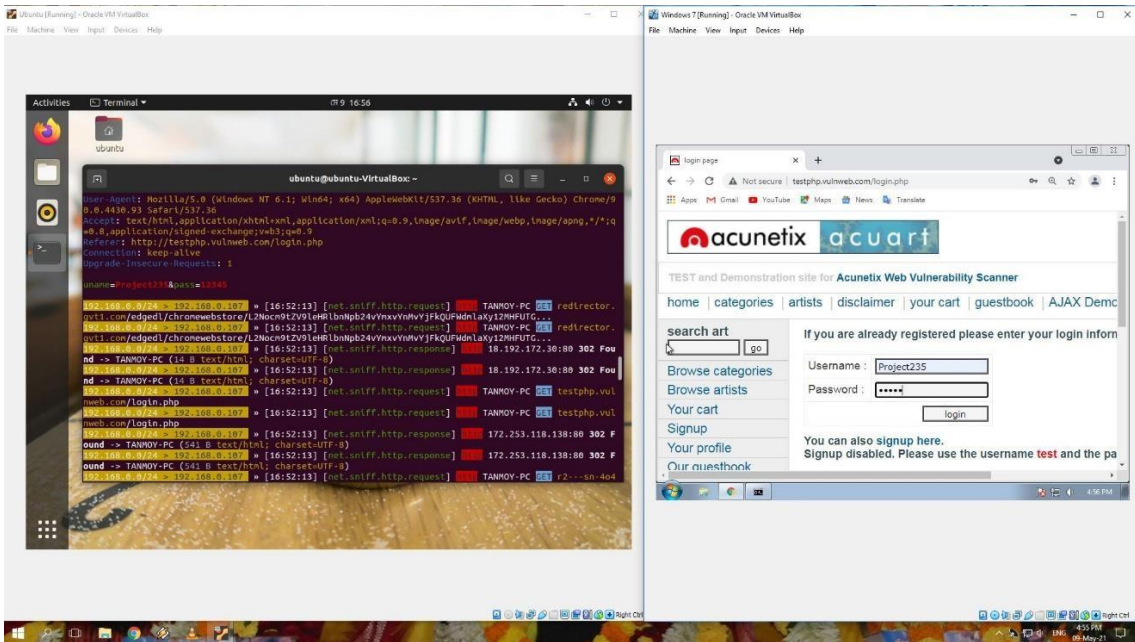 Ubuntu [Running] - Oracle VM VirtualBox
File Machine View Input Devices Help
Activities
Terminal
16:56
ubuntu
ubuntu@ubuntu-VirtualBox: ~
User-Agent: Mozilla/5.0 (Windows NT 6.1; Win64; x64) AppleWebKit/537.36 (KHTML, like Gecko) Chrome/9
0.0.4430.93 Safari/537.36
Accept: text/html,application/xhtml+xml,application/xml;q=0.9,image/avif,image/webp,image/apng,*/*;q
=0.8,application/signed-exchange;v=b3;q=0.9
Referer: http://testphp.vulnweb.com/login.php
Connection: keep-alive
Upgrade-Insecure-Requests: 1
uname=Project235&pass=12345
192.168.0.0/24 > 192.168.0.107 » [16:52:13] [net.sniff.http.request] http TANMOY-PC GET redirector.
gvt1.com/edgedl/chromewebstore/
192.168.0.0/24 > 192.168.0.107 » [16:52:13] [net.sniff.http.request] http TANMOY-PC GET redirector.
gvt1.com/edgedl/chromewebstore/
192.168.0.0/24 > 192.168.0.107 » [16:52:13] [net.sniff.http.response] http 18.192.172.30:80 302 Fou
nd -> TANMOY-PC (14 B text/html; charset=UTF-8)
192.168.0.0/24 > 192.168.0.107 » [16:52:13] [net.sniff.http.response] http 18.192.172.30:80 302 Fou
nd -> TANMOY-PC (14 B text/html; charset=UTF-8)
192.168.0.0/24 > 192.168.0.107 » [16:52:13] [net.sniff.http.request] http TANMOY-PC GET testphp.vul
nweb.com/login.php
192.168.0.0/24 > 192.168.0.107 » [16:52:13] [net.sniff.http.request] http TANMOY-PC GET testphp.vul
nweb.com/login.php
192.168.0.0/24 > 192.168.0.107 » [16:52:13] [net.sniff.http.response] http 172.253.118.138:80 302 F
ound -> TANMOY-PC (541 B text/html; charset=UTF-8)
192.168.0.0/24 > 192.168.0.107 » [16:52:13] [net.sniff.http.response] http 172.253.118.138:80 302 F
ound -> TANMOY-PC (541 B text/html; charset=UTF-8)
192.168.0.0/24 > 192.168.0.107 » [16:52:13] [net.sniff.http.request] http TANMOY-PC GET r2---sn-4o4
Right Ctrl
Windows 7 [Running] - Oracle VM VirtualBox
File Machine View Input Devices Help
login page
Not secure | testphp.vulnweb.com/login.php
Apps Gmail YouTube Maps News Translate
acunetix acuart
TEST and Demonstration site for Acunetix Web Vulnerability Scanner
home | categories | artists | disclaimer | your cart | guestbook | AJAX Demo
search art
go
Browse categories
Browse artists
Your cart
Signup
Your profile
Our guestbook
If you are already registered please enter your login inform
Username : Project235
Password : •••••
login
You can also signup here.
Signup disabled. Please use the username test and the pa
4:56 PM
Right Ctrl
ENG
4:55 PM
09-May-21